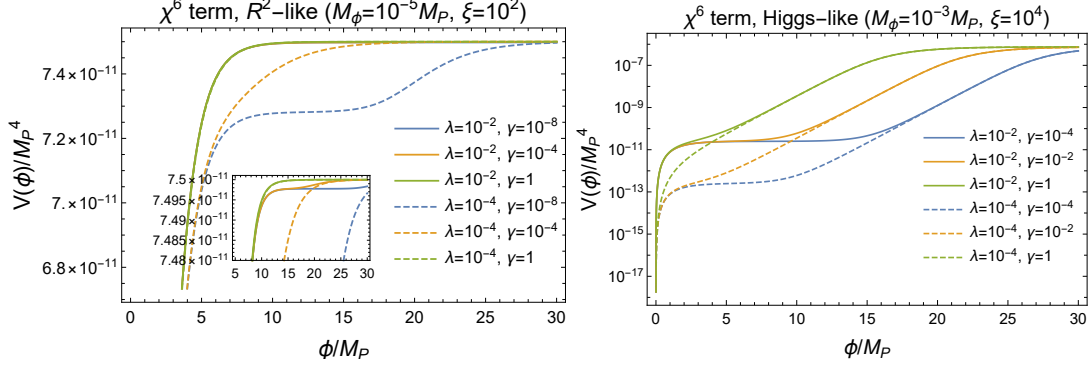 χ⁶ term, R²−like (M_ϕ=10⁻⁵M_P, ξ=10²)
V(ϕ)/M_P⁴
7.4×10⁻¹¹
7.2×10⁻¹¹
7.×10⁻¹¹
6.8×10⁻¹¹
λ=10⁻², γ=10⁻⁸
λ=10⁻², γ=10⁻⁴
λ=10⁻², γ=1
λ=10⁻⁴, γ=10⁻⁸
λ=10⁻⁴, γ=10⁻⁴
λ=10⁻⁴, γ=1
7.50×10⁻¹¹
7.495×10⁻¹¹
7.490×10⁻¹¹
7.485×10⁻¹¹
7.480×10⁻¹¹
5 10 15 20 25 30
0 5 10 15 20 25 30
ϕ/M_P
χ⁶ term, Higgs−like (M_ϕ=10⁻³M_P, ξ=10⁴)
V(ϕ)/M_P⁴
10⁻⁷
10⁻⁹
10⁻¹¹
10⁻¹³
10⁻¹⁵
10⁻¹⁷
λ=10⁻², γ=10⁻⁴
λ=10⁻², γ=10⁻²
λ=10⁻², γ=1
λ=10⁻⁴, γ=10⁻⁴
λ=10⁻⁴, γ=10⁻²
λ=10⁻⁴, γ=1
0 5 10 15 20 25 30
ϕ/M_P